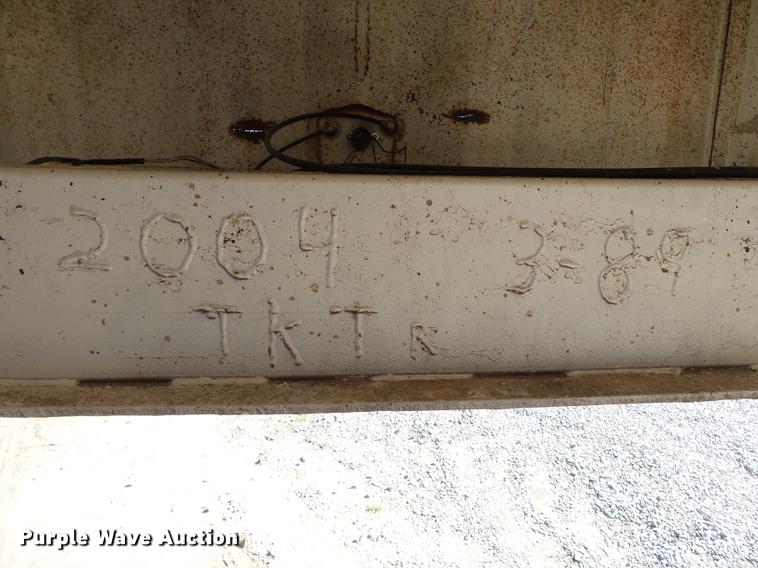 2004 3-89
TKTR
Purple Wave Auction